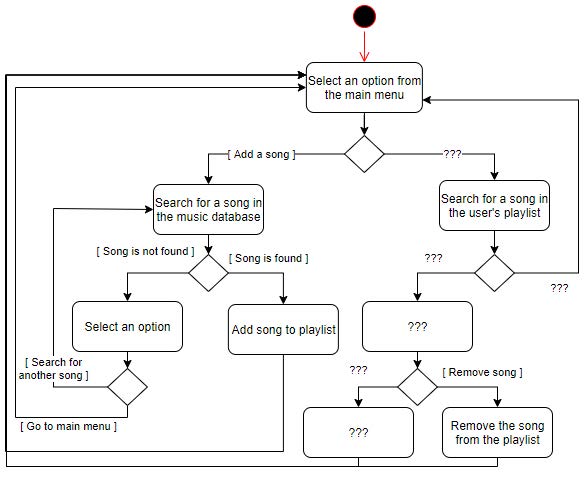 Select an option from
the main menu
[ Add a song ]
???
Search for a song in
the music database
Search for a song in
the user's playlist
[ Song is not found ]
[ Song is found ]
???
???
Select an option
Add song to playlist
???
[ Search for
another song ]
???
[ Remove song ]
[ Go to main menu ]
???
Remove the song
from the playlist